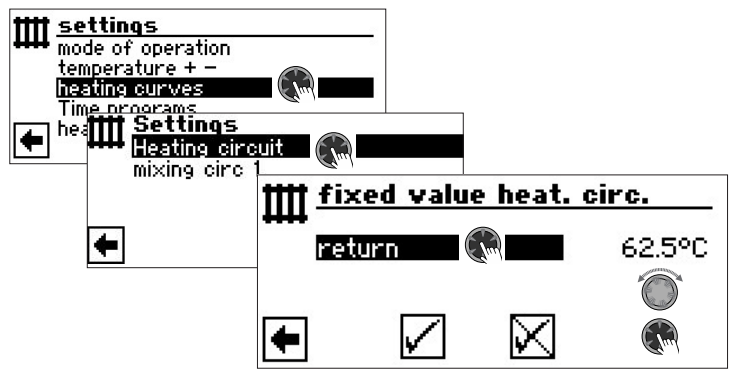 settings
mode of operation
temperature + −
heating curves
Time programs
hea
Settings
Heating circuit
mixing circ 1
fixed value heat. circ.
return 62.5°C